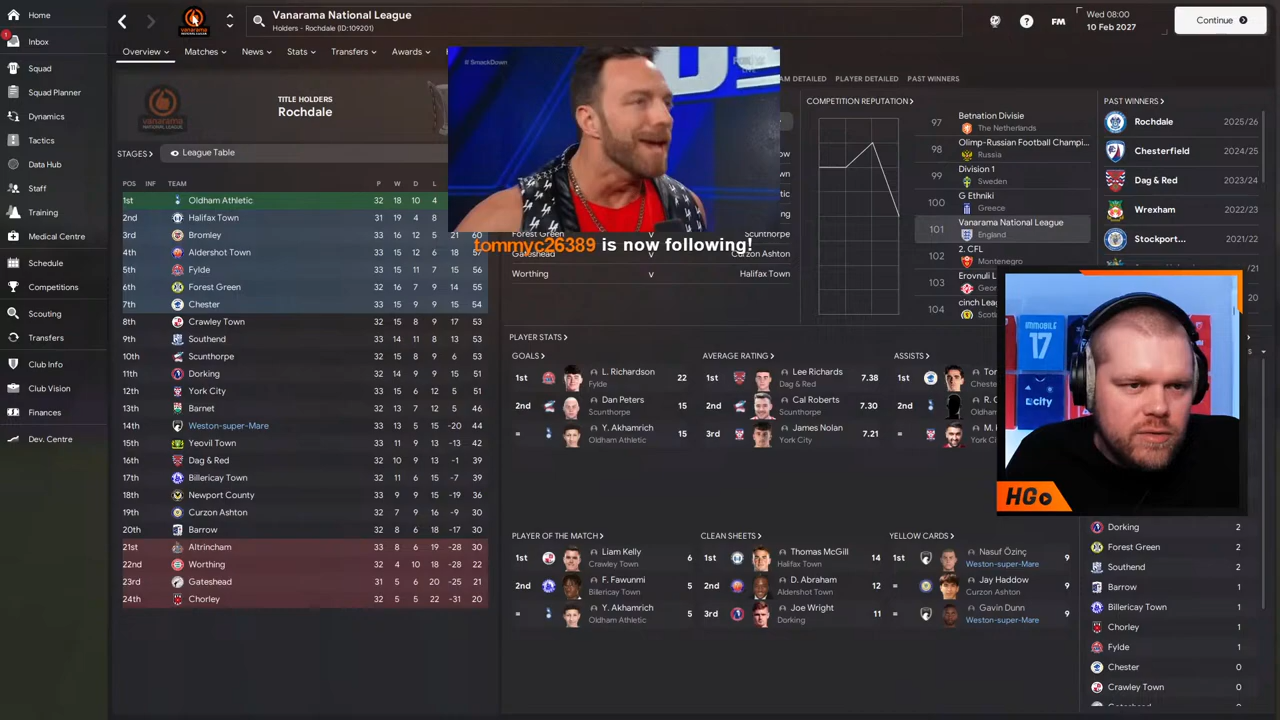 Home
1
Inbox
Squad
Squad Planner
Dynamics
Tactics
Data Hub
Staff
Training
Medical Centre
Schedule
Competitions
Scouting
Transfers
Club Info
Club Vision
Finances
Dev. Centre
Vanarama National League
Holders - Rochdale (ID:109201)
? FM
Wed 08:00
10 Feb 2027
Continue
Overview Matches News Stats Transfers Awards
AM DETAILED PLAYER DETAILED PAST WINNERS
vanarama
NATIONAL LEAGUE
TITLE HOLDERS
Rochdale
STAGES League Table
POS INF TEAM P W D L
1st Oldham Athletic 32 18 10 4
2nd Halifax Town 31 19 4 8
3rd Bromley 33 16 12 5 60
4th Aldershot Town 33 15 12 6 18 57
5th Fylde 33 17 5 11 15 56
6th Forest Green 32 16 7 9 14 55
7th Chester 33 15 9 9 15 54
8th Crawley Town 32 15 8 9 17 53
9th Southend 33 14 11 8 13 53
10th Scunthorpe 32 15 8 9 6 53
11th Dorking 32 14 9 9 15 51
12th York City 33 15 6 12 5 51
13th Barnet 32 13 7 12 5 46
14th Weston-super-Mare 33 13 5 15 -20 44
15th Yeovil Town 33 11 9 13 -13 42
16th Dag & Red 32 10 9 13 -1 39
17th Billericay Town 32 11 6 15 -7 39
18th Newport County 33 9 9 15 -19 36
19th Curzon Ashton 32 7 9 16 -9 30
20th Barrow 32 8 6 18 -17 30
21st Altrincham 33 8 6 19 -28 30
22nd Worthing 32 4 10 18 -28 22
23rd Gateshead 31 5 6 20 -25 21
24th Chorley 32 5 5 22 -31 20
# SmackDown
tommyc26389 is now following!
Forest Green v Scunthorpe
Gateshead v Curzon Ashton
Worthing v Halifax Town
COMPETITION REPUTATION
97 Betnation Divisie
The Netherlands
98 Olimp-Russian Football Champi...
Russia
99 Division 1
Sweden
100 G Ethniki
Greece
101 Vanarama National League
England
102 2. CFL
Montenegro
103 Erovnuli L
Geor
104 cinch Lea
Scot
PAST WINNERS
Rochdale 2025/26
Chesterfield 2024/25
Dag & Red 2023/24
Wrexham 2022/23
Stockport... 2021/22
PLAYER STATS
GOALS
1st L. Richardson 22
Fylde
2nd Dan Peters 15
Scunthorpe
= Y. Akhamrich 15
Oldham Athletic
AVERAGE RATING
1st Lee Richards 7.38
Dag & Red
2nd Cal Roberts 7.30
Scunthorpe
3rd James Nolan 7.21
York City
ASSISTS
1st Tor
Cheste
2nd R. C
Oldha
= M.
York C
IMMOBILE
17
city
HGo
PLAYER OF THE MATCH
1st Liam Kelly 6
Crawley Town
2nd F. Fawunmi 5
Billericay Town
= Y. Akhamrich 5
Oldham Athletic
CLEAN SHEETS
1st Thomas McGill 14
Halifax Town
2nd D. Abraham 12
Aldershot Town
3rd Joe Wright 11
Dorking
YELLOW CARDS
1st Nasuf Özinç 9
Weston-super-Mare
= Jay Haddow 9
Curzon Ashton
= Gavin Dunn 9
Weston-super-Mare
Dorking 2
Forest Green 2
Southend 2
Barrow 1
Billericay Town 1
Chorley 1
Fylde 1
Chester 0
Crawley Town 0